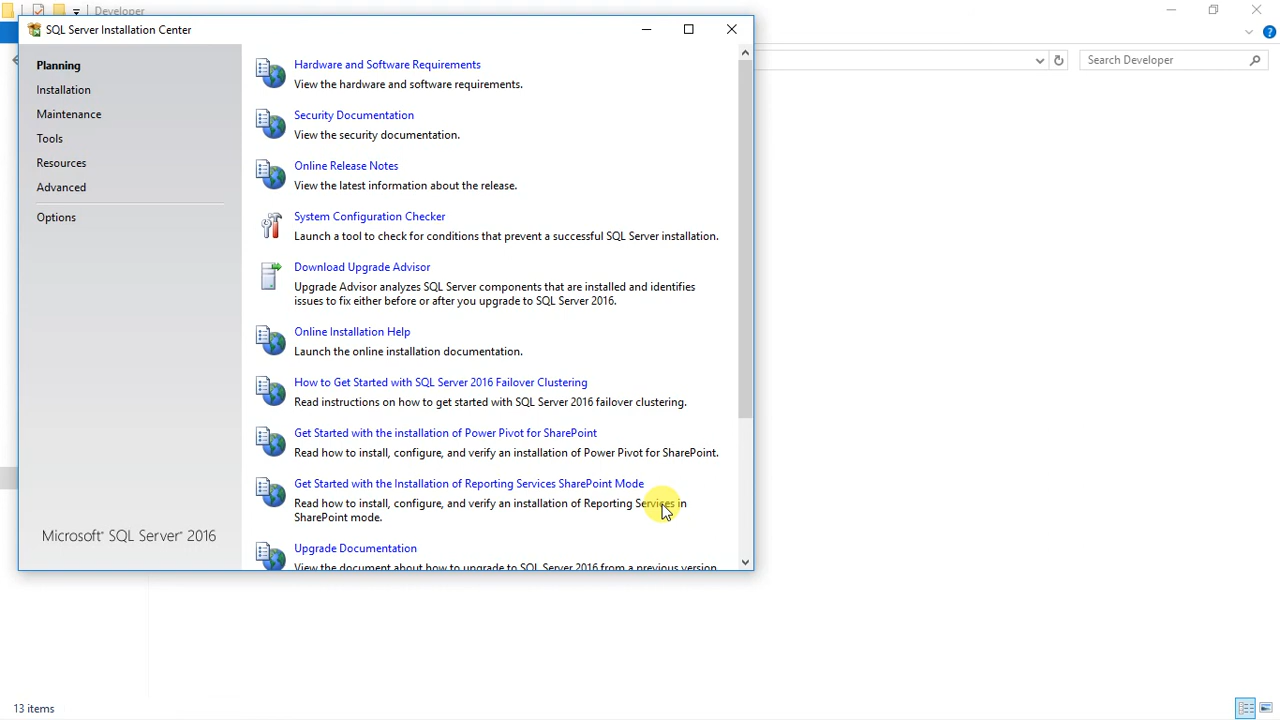 Developer
SQL Server Installation Center
Search Developer
Planning
Installation
Maintenance
Tools
Resources
Advanced
Options
Microsoft® SQL Server® 2016
Hardware and Software Requirements
View the hardware and software requirements.
Security Documentation
View the security documentation.
Online Release Notes
View the latest information about the release.
System Configuration Checker
Launch a tool to check for conditions that prevent a successful SQL Server installation.
Download Upgrade Advisor
Upgrade Advisor analyzes SQL Server components that are installed and identifies
issues to fix either before or after you upgrade to SQL Server 2016.
Online Installation Help
Launch the online installation documentation.
How to Get Started with SQL Server 2016 Failover Clustering
Read instructions on how to get started with SQL Server 2016 failover clustering.
Get Started with the installation of Power Pivot for SharePoint
Read how to install, configure, and verify an installation of Power Pivot for SharePoint.
Get Started with the Installation of Reporting Services SharePoint Mode
Read how to install, configure, and verify an installation of Reporting Services in
SharePoint mode.
Upgrade Documentation
View the document about how to upgrade to SQL Server 2016 from a previous version
13 items